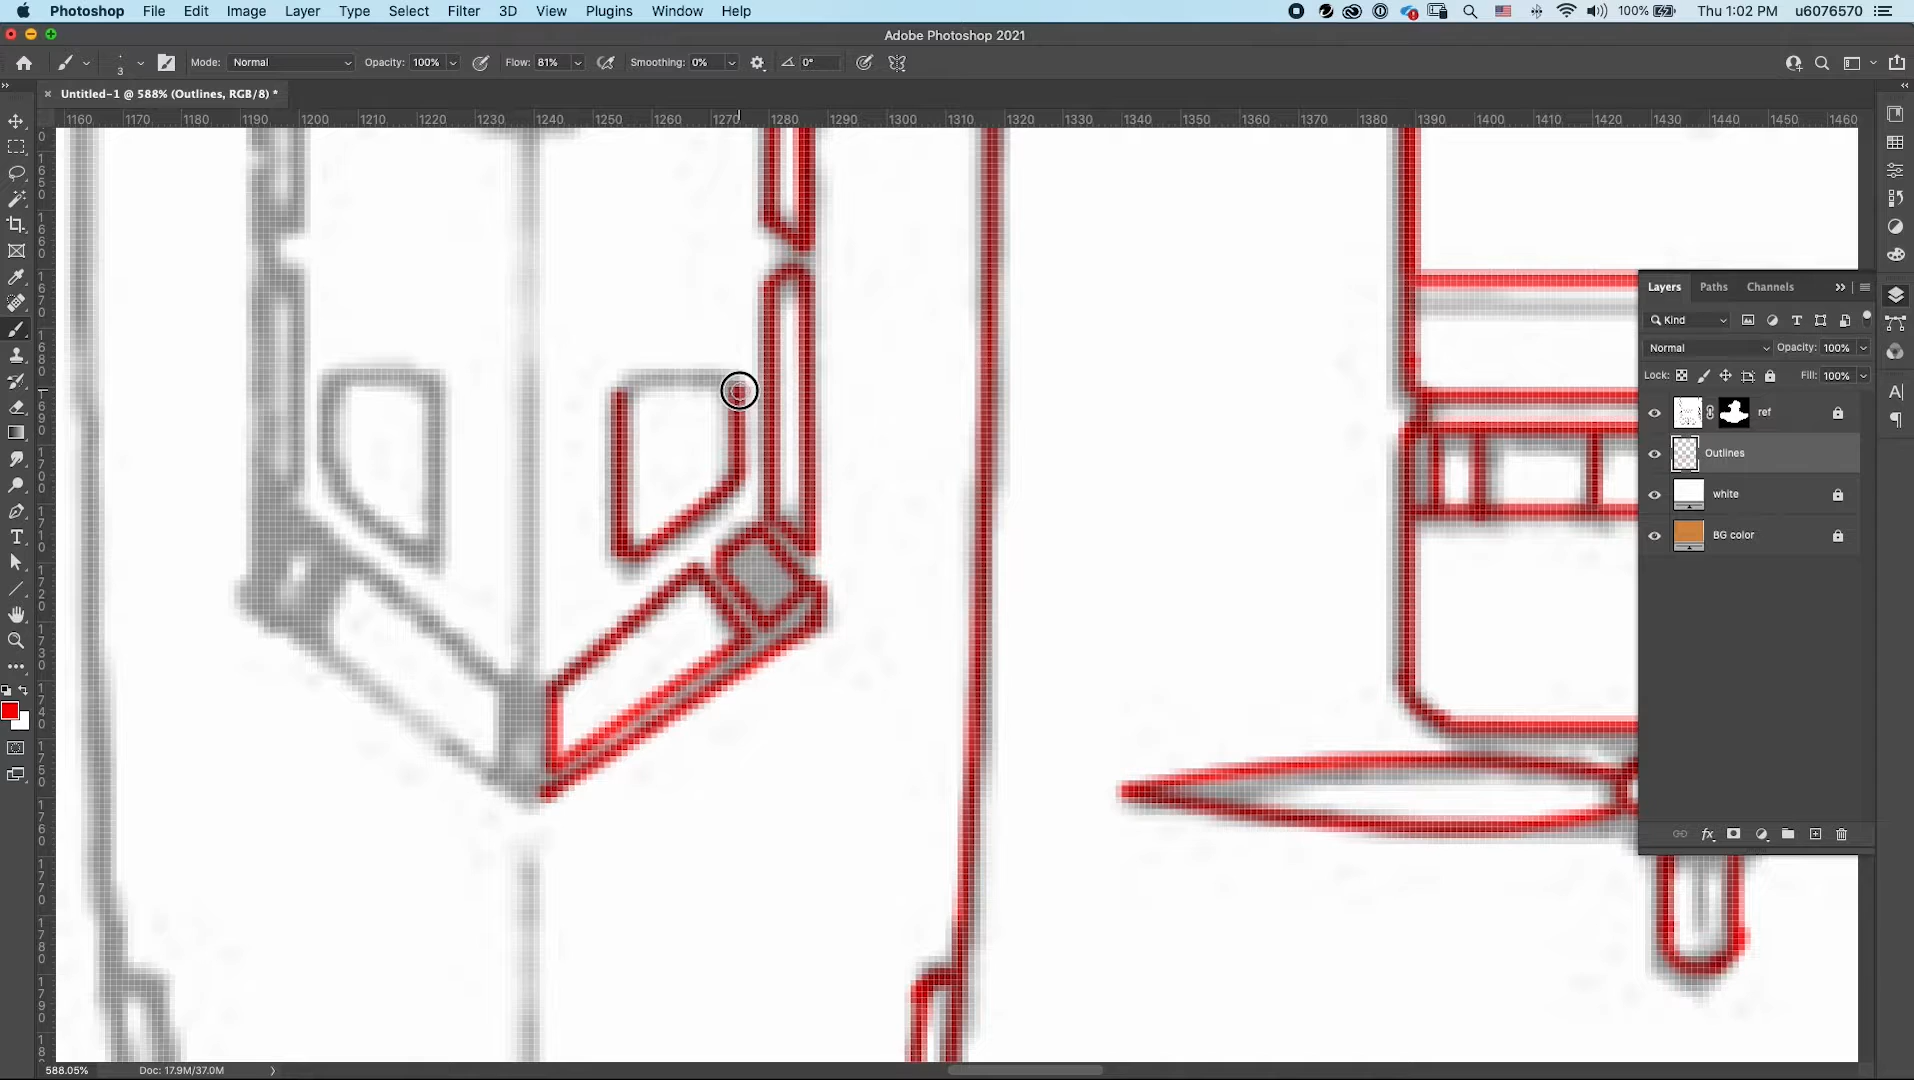 Photoshop File Edit Image Layer Type Select Filter 3D View Plugins Window Help 100% Thu 1:02 PM u6076570
Adobe Photoshop 2021
3 Mode: Normal Opacity: 100% Flow: 81% Smoothing: 0% 0°
× Untitled-1 @ 588% (Outlines, RGB/8) *
1160 1170 1180 1190 1200 1210 1220 1230 1240 1250 1260 1270 1280 1290 1300 1310 1320 1330 1340 1350 1360 1370 1380 1390 1400 1410 1420 1430 1440 1450 1460
Layers Paths Channels
Kind
Normal Opacity: 100%
Lock: Fill: 100%
ref
Outlines
white
BG color
fx
588.05% Doc: 17.9M/37.0M